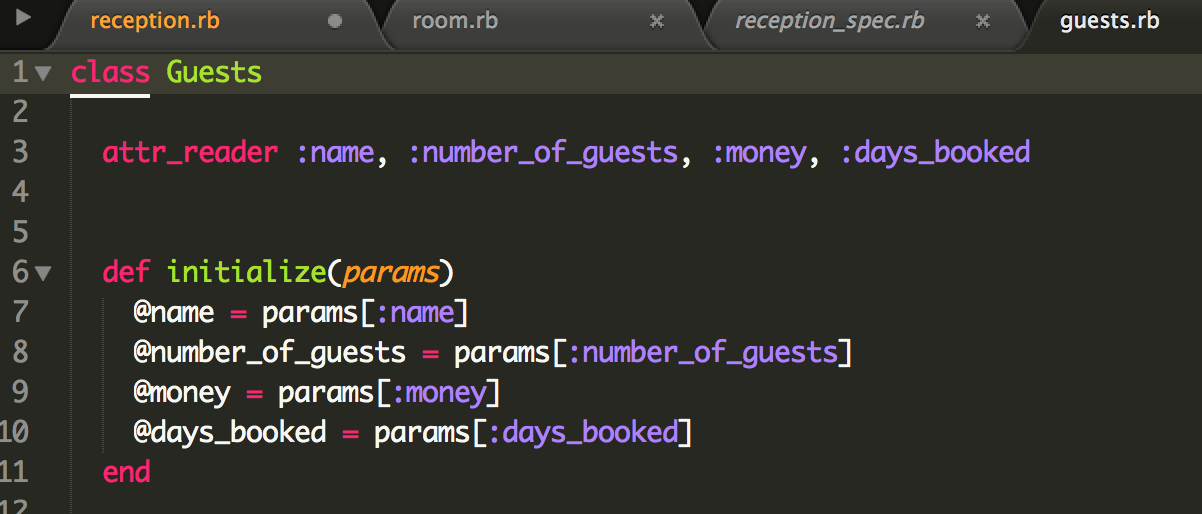 reception.rb room.rb reception_spec.rb guests.rb
1 class Guests
2
3 attr_reader :name, :number_of_guests, :money, :days_booked
4
5
6 def initialize(params)
7 @name = params[:name]
8 @number_of_guests = params[:number_of_guests]
9 @money = params[:money]
10 @days_booked = params[:days_booked]
11 end
12